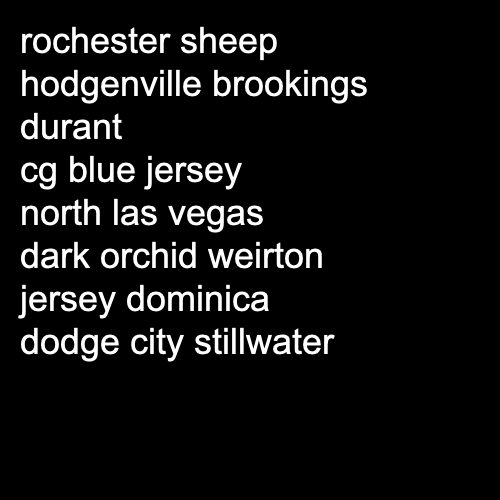 rochester sheep
hodgenville brookings
durant
cg blue jersey
north las vegas
dark orchid weirton
jersey dominica
dodge city stillwater